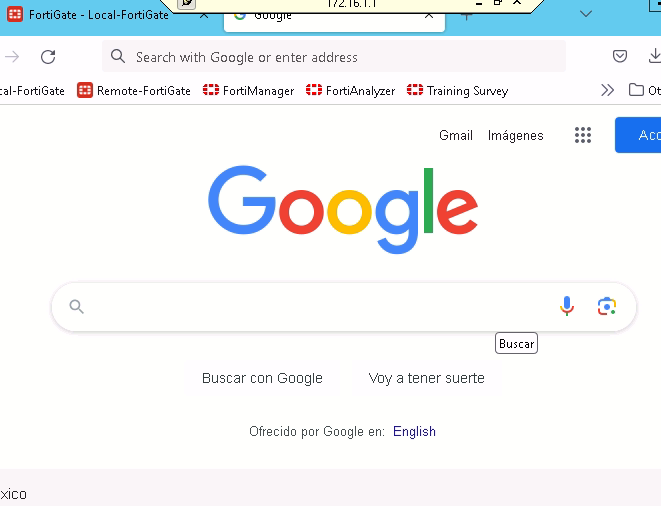 172.16.1.1
FortiGate - Local-FortiGate
Google
Search with Google or enter address
cal-FortiGate Remote-FortiGate FortiManager FortiAnalyzer Training Survey Ot
Gmail Imágenes Acc
Google
Buscar
Buscar con Google Voy a tener suerte
Ofrecido por Google en: English
xico